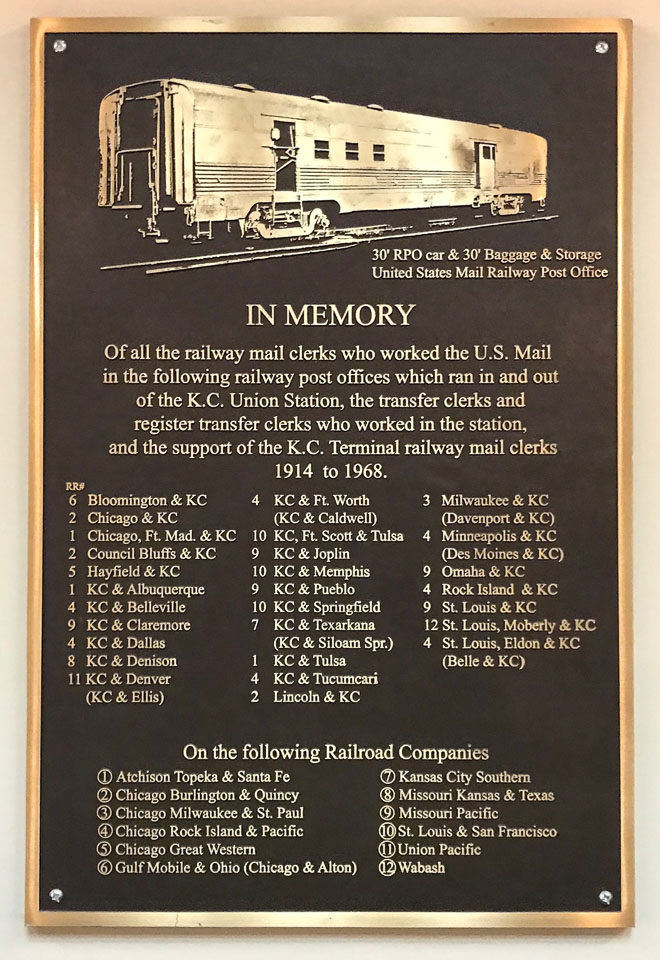 30' RPO car & 30' Baggage & Storage
United States Mail Railway Post Office
IN MEMORY
Of all the railway mail clerks who worked the U.S. Mail
in the following railway post offices which ran in and out
of the K.C. Union Station, the transfer clerks and
register transfer clerks who worked in the station,
and the support of the K.C. Terminal railway mail clerks
1914 to 1968.
RR#
6 Bloomington & KC
2 Chicago & KC
1 Chicago, Ft. Mad. & KC
2 Council Bluffs & KC
5 Hayfield & KC
1 KC & Albuquerque
4 KC & Belleville
9 KC & Claremore
4 KC & Dallas
8 KC & Denison
11 KC & Denver
(KC & Ellis)
4 KC & Ft. Worth
(KC & Caldwell)
10 KC, Ft. Scott & Tulsa
9 KC & Joplin
10 KC & Memphis
9 KC & Pueblo
10 KC & Springfield
7 KC & Texarkana
(KC & Siloam Spr.)
1 KC & Tulsa
4 KC & Tucumcari
2 Lincoln & KC
3 Milwaukee & KC
(Davenport & KC)
4 Minneapolis & KC
(Des Moines & KC)
9 Omaha & KC
4 Rock Island & KC
9 St. Louis & KC
12 St. Louis, Moberly & KC
4 St. Louis, Eldon & KC
(Belle & KC)
On the following Railroad Companies
① Atchison Topeka & Santa Fe
② Chicago Burlington & Quincy
③ Chicago Milwaukee & St. Paul
④ Chicago Rock Island & Pacific
⑤ Chicago Great Western
⑥ Gulf Mobile & Ohio (Chicago & Alton)
⑦ Kansas City Southern
⑧ Missouri Kansas & Texas
⑨ Missouri Pacific
⑩ St. Louis & San Francisco
⑪ Union Pacific
⑫ Wabash